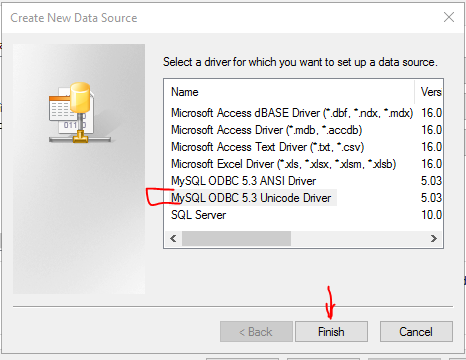 Create New Data Source
Select a driver for which you want to set up a data source.
Name Vers
Microsoft Access dBASE Driver (*.dbf, *.ndx, *.mdx) 16.0
Microsoft Access Driver (*.mdb, *.accdb) 16.0
Microsoft Access Text Driver (*.txt, *.csv) 16.0
Microsoft Excel Driver (*.xls, *.xlsx, *.xlsm, *.xlsb) 16.0
MySQL ODBC 5.3 ANSI Driver 5.03
MySQL ODBC 5.3 Unicode Driver 5.03
SQL Server 10.0
< Back Finish Cancel